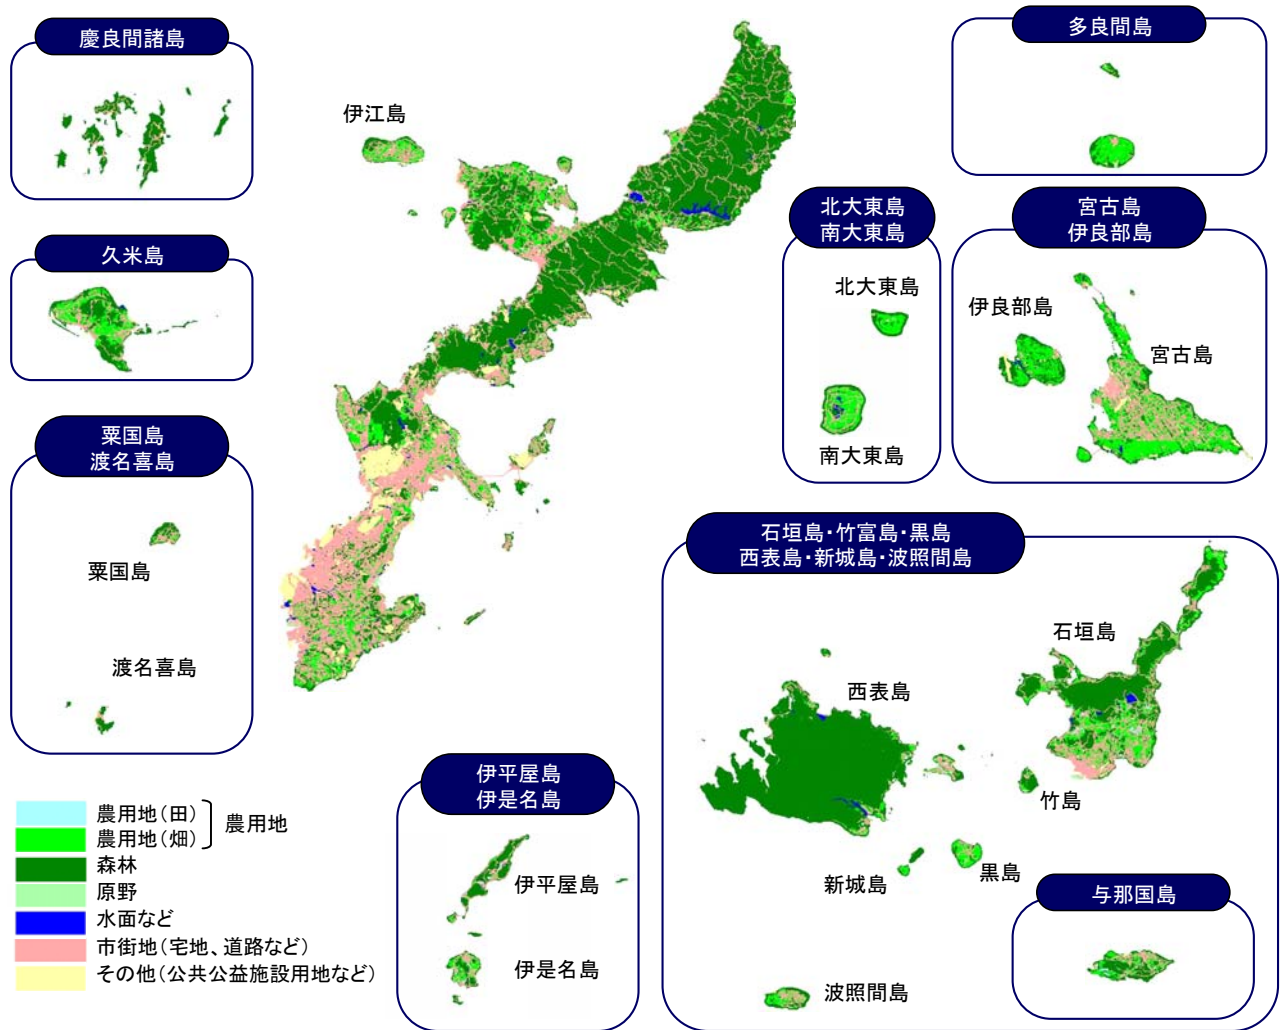 慶良間諸島
多良間島
伊江島
北大東島
南大東島
宮古島
伊良部島
久米島
北大東島
伊良部島
宮古島
南大東島
粟国島
渡名喜島
粟国島
渡名喜島
石垣島・竹富島・黒島
西表島・新城島・波照間島
石垣島
西表島
竹島
新城島
黒島
波照間島
与那国島
伊平屋島
伊是名島
伊平屋島
伊是名島
農用地(田)
農用地(畑)
農用地
森林
原野
水面など
市街地(宅地、道路など)
その他(公共公益施設用地など)